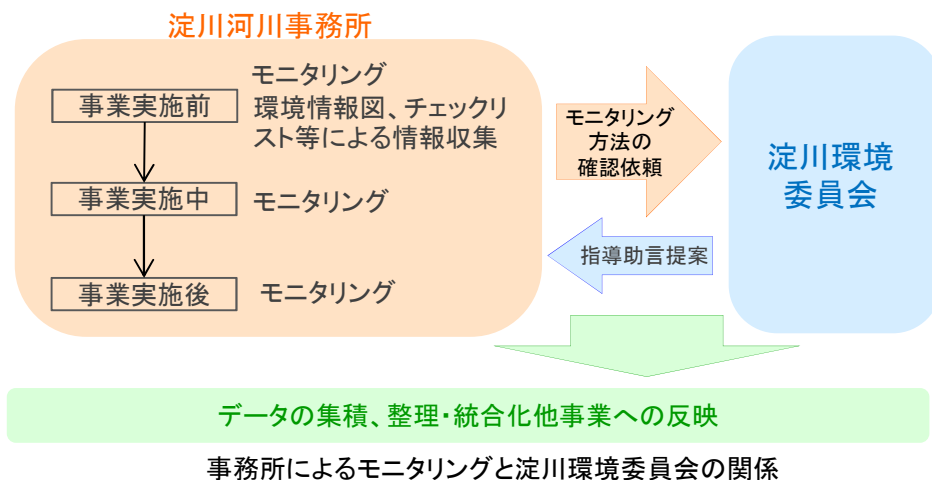 淀川河川事務所
事業実施前
モニタリング
環境情報図、チェックリ
スト等による情報収集
事業実施中
モニタリング
事業実施後
モニタリング
モニタリング
方法の
確認依頼
指導助言提案
淀川環境
委員会
データの集積、整理・統合化他事業への反映
事務所によるモニタリングと淀川環境委員会の関係